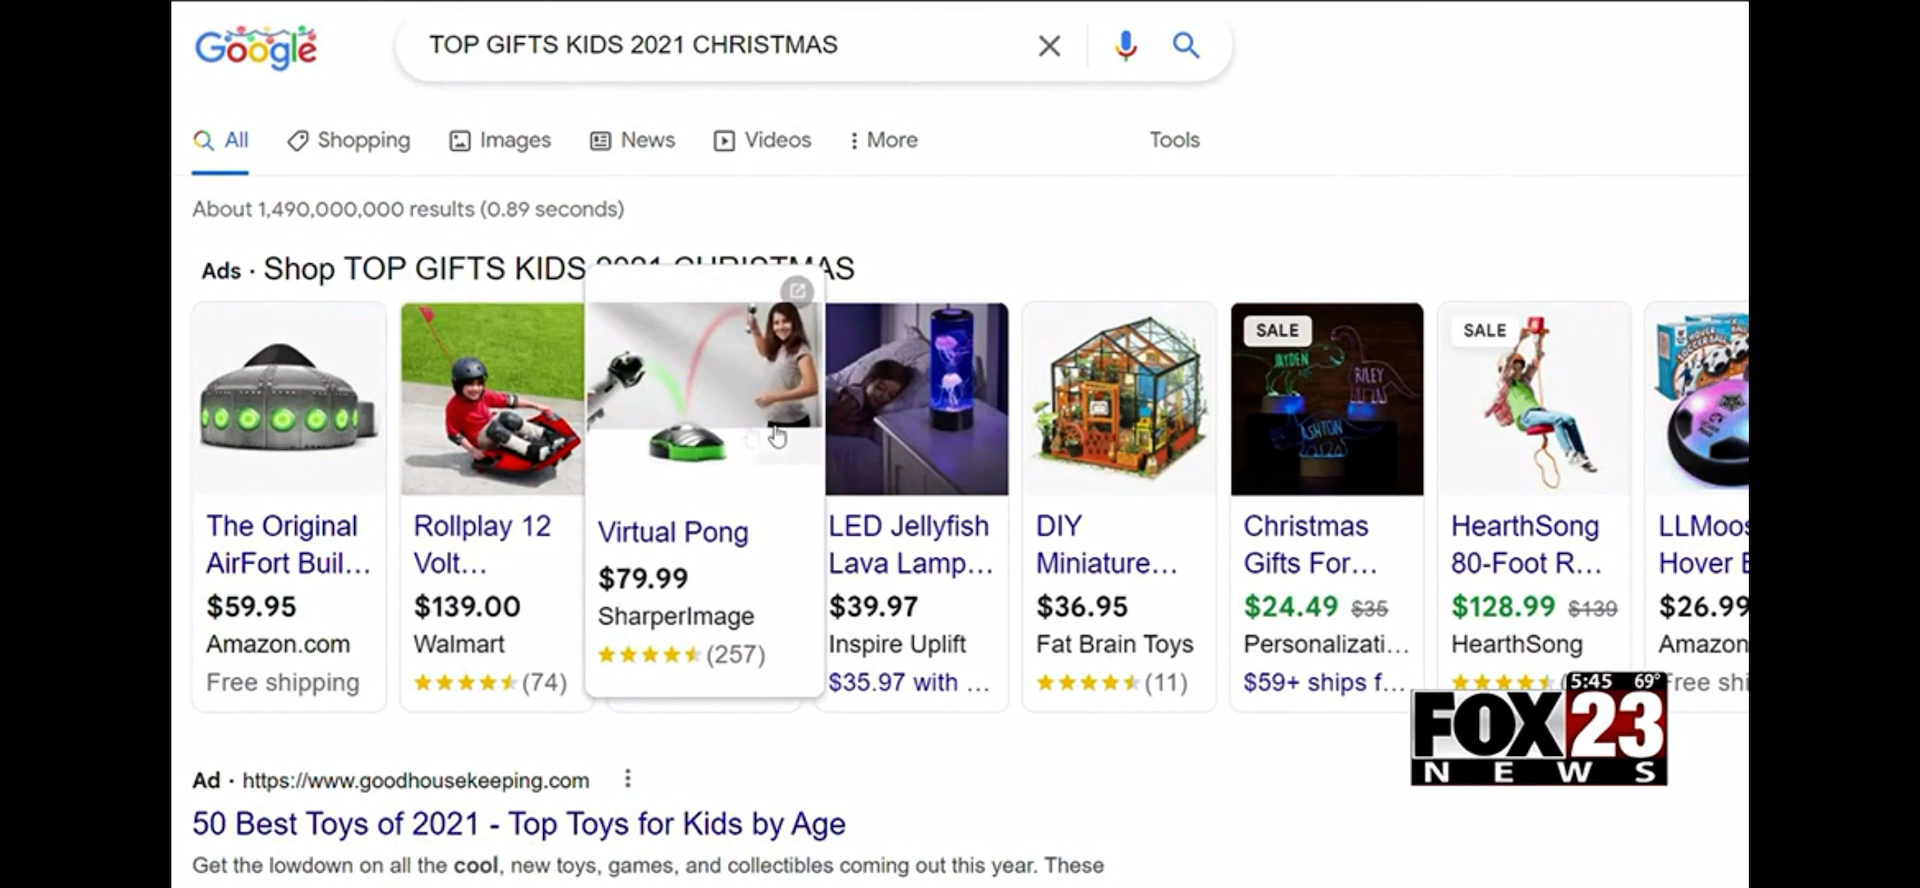 Google
TOP GIFTS KIDS 2021 CHRISTMAS
All
Shopping
Images
News
Videos
More
Tools
About 1,490,000,000 results (0.89 seconds)
Ads · Shop TOP GIFTS KIDS 2021 CHRISTMAS
The Original
AirFort Buil...
$59.95
Amazon.com
Free shipping
Rollplay 12
Volt...
$139.00
Walmart
(74)
Virtual Pong
$79.99
SharperImage
(257)
LED Jellyfish
Lava Lamp...
$39.97
Inspire Uplift
$35.97 with ...
DIY
Miniature...
$36.95
Fat Brain Toys
(11)
SALE
JAYDEN
RILEY
ASHTON
Christmas
Gifts For...
$24.49 $35
Personalizati...
$59+ ships f...
SALE
HearthSong
80-Foot R...
$128.99 $139
HearthSong
HOVER
SOCCER BALL
LLMoos
Hover
$26.99
Amazon
Free shi
5:45 69°
FOX 23
NEWS
Ad · https://www.goodhousekeeping.com
50 Best Toys of 2021 - Top Toys for Kids by Age
Get the lowdown on all the cool, new toys, games, and collectibles coming out this year. These